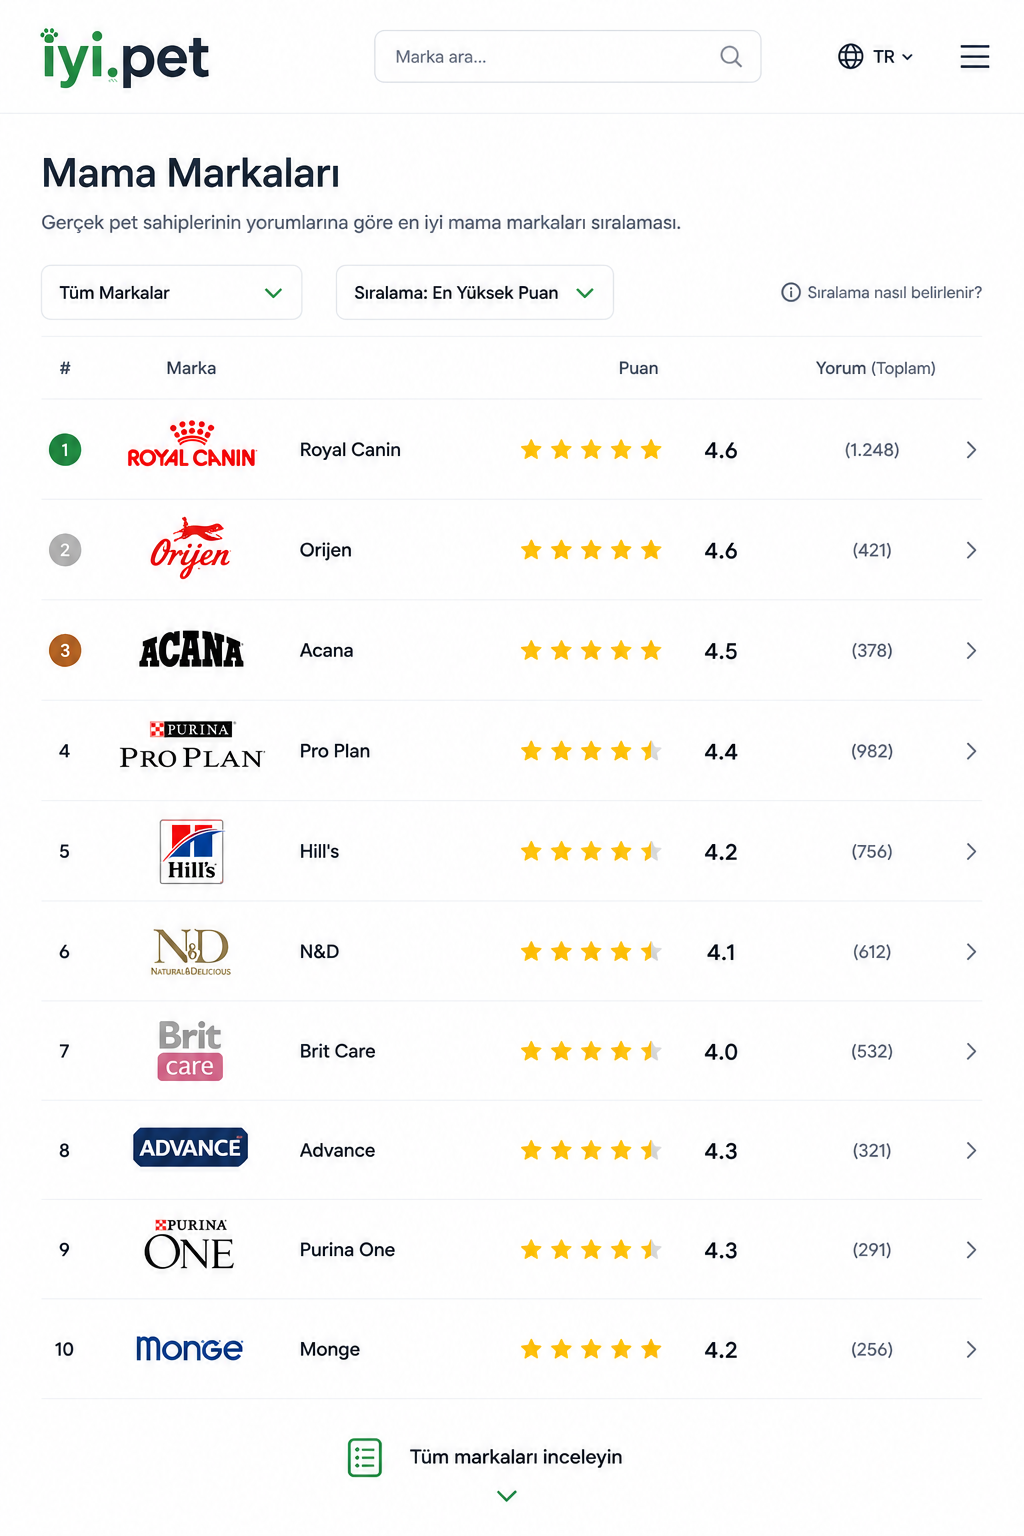 iyi.pet
Marka ara...
TR
Mama Markaları
Gerçek pet sahiplerinin yorumlarına göre en iyi mama markaları sıralaması.
Tüm Markalar
Sıralama: En Yüksek Puan
Sıralama nasıl belirlenir?
# Marka Puan Yorum (Toplam)
1 ROYAL CANIN Royal Canin 4.6 (1.248)
2 Orijen Orijen 4.6 (421)
3 ACANA Acana 4.5 (378)
4 PURINA PRO PLAN Pro Plan 4.4 (982)
5 Hill's Hill's 4.2 (756)
6 N&D NATURAL&DELICIOUS N&D 4.1 (612)
7 Brit care Brit Care 4.0 (532)
8 ADVANCE Advance 4.3 (321)
9 PURINA ONE Purina One 4.3 (291)
10 MONGE Monge 4.2 (256)
Tüm markaları inceleyin